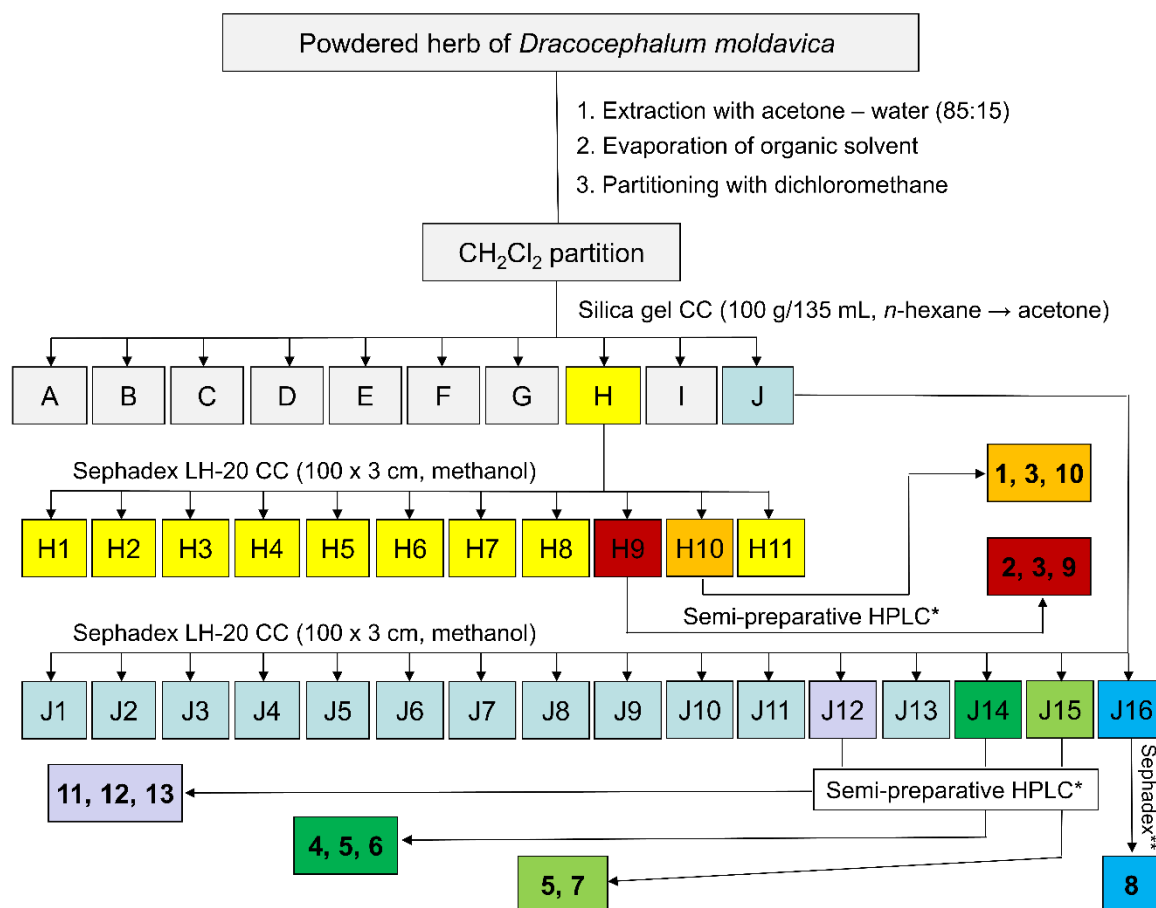 Powdered herb of Dracocephalum moldavica
1. Extraction with acetone – water (85:15)
2. Evaporation of organic solvent
3. Partitioning with dichloromethane
CH₂Cl₂ partition
Silica gel CC (100 g/135 mL, n-hexane → acetone)
A B C D E F G H I J
Sephadex LH-20 CC (100 x 3 cm, methanol)
1, 3, 10
H1 H2 H3 H4 H5 H6 H7 H8 H9 H10 H11
2, 3, 9
Semi-preparative HPLC*
Sephadex LH-20 CC (100 x 3 cm, methanol)
J1 J2 J3 J4 J5 J6 J7 J8 J9 J10 J11 J12 J13 J14 J15 J16
Semi-preparative HPLC*
Sephadex**
11, 12, 13
4, 5, 6
5, 7
8